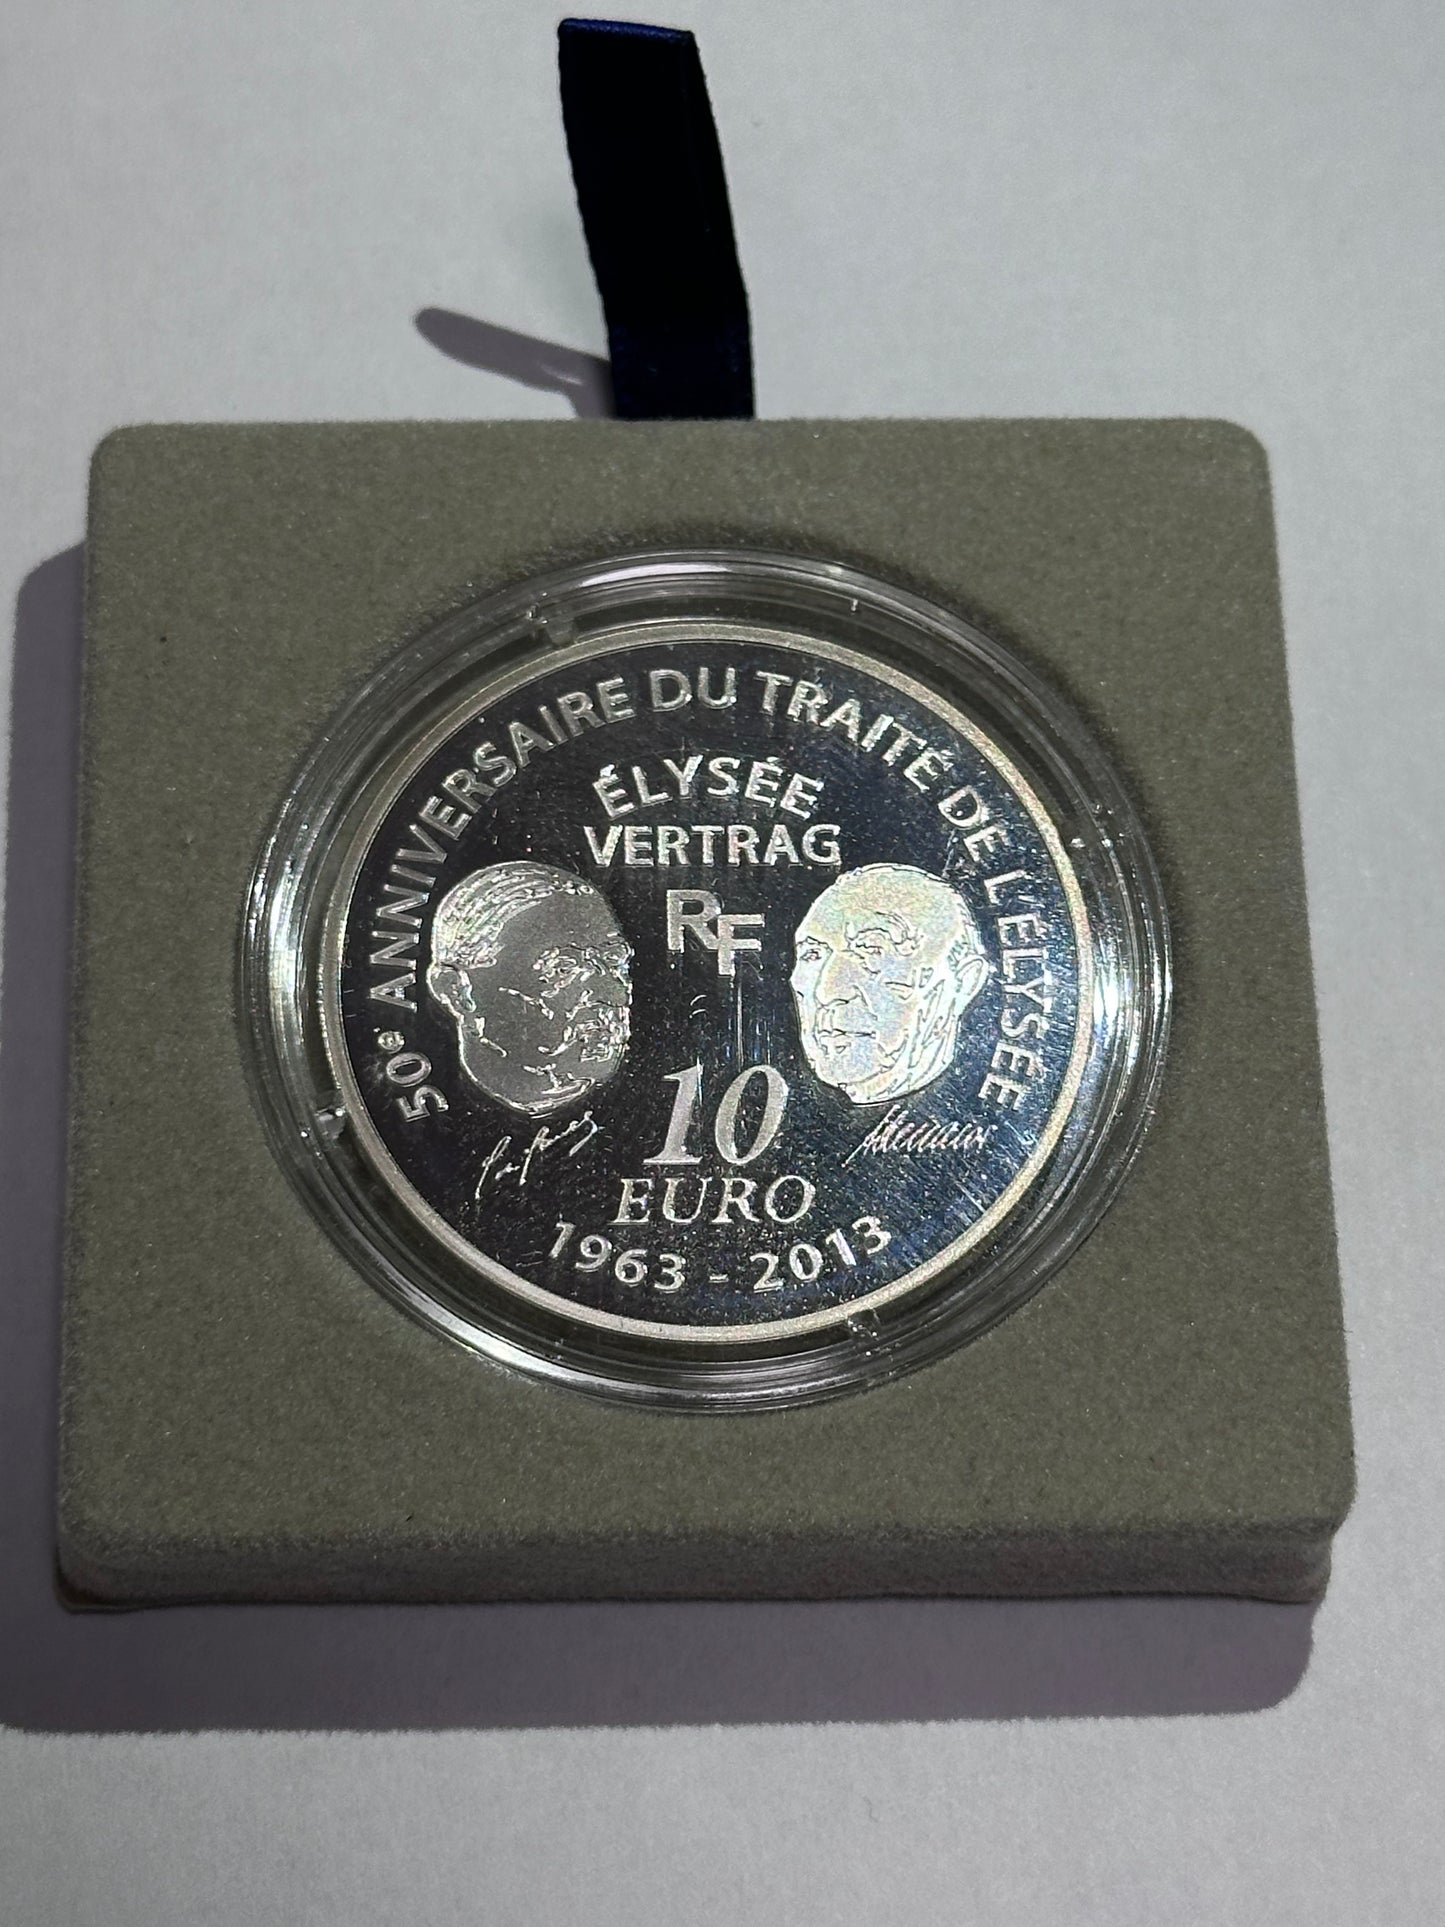 50e ANNIVERSAIRE DU TRAITÉ DE L'ÉLYSÉE
ÉLYSÉE
VERTRAG
RF
10
EURO
1963 - 2013